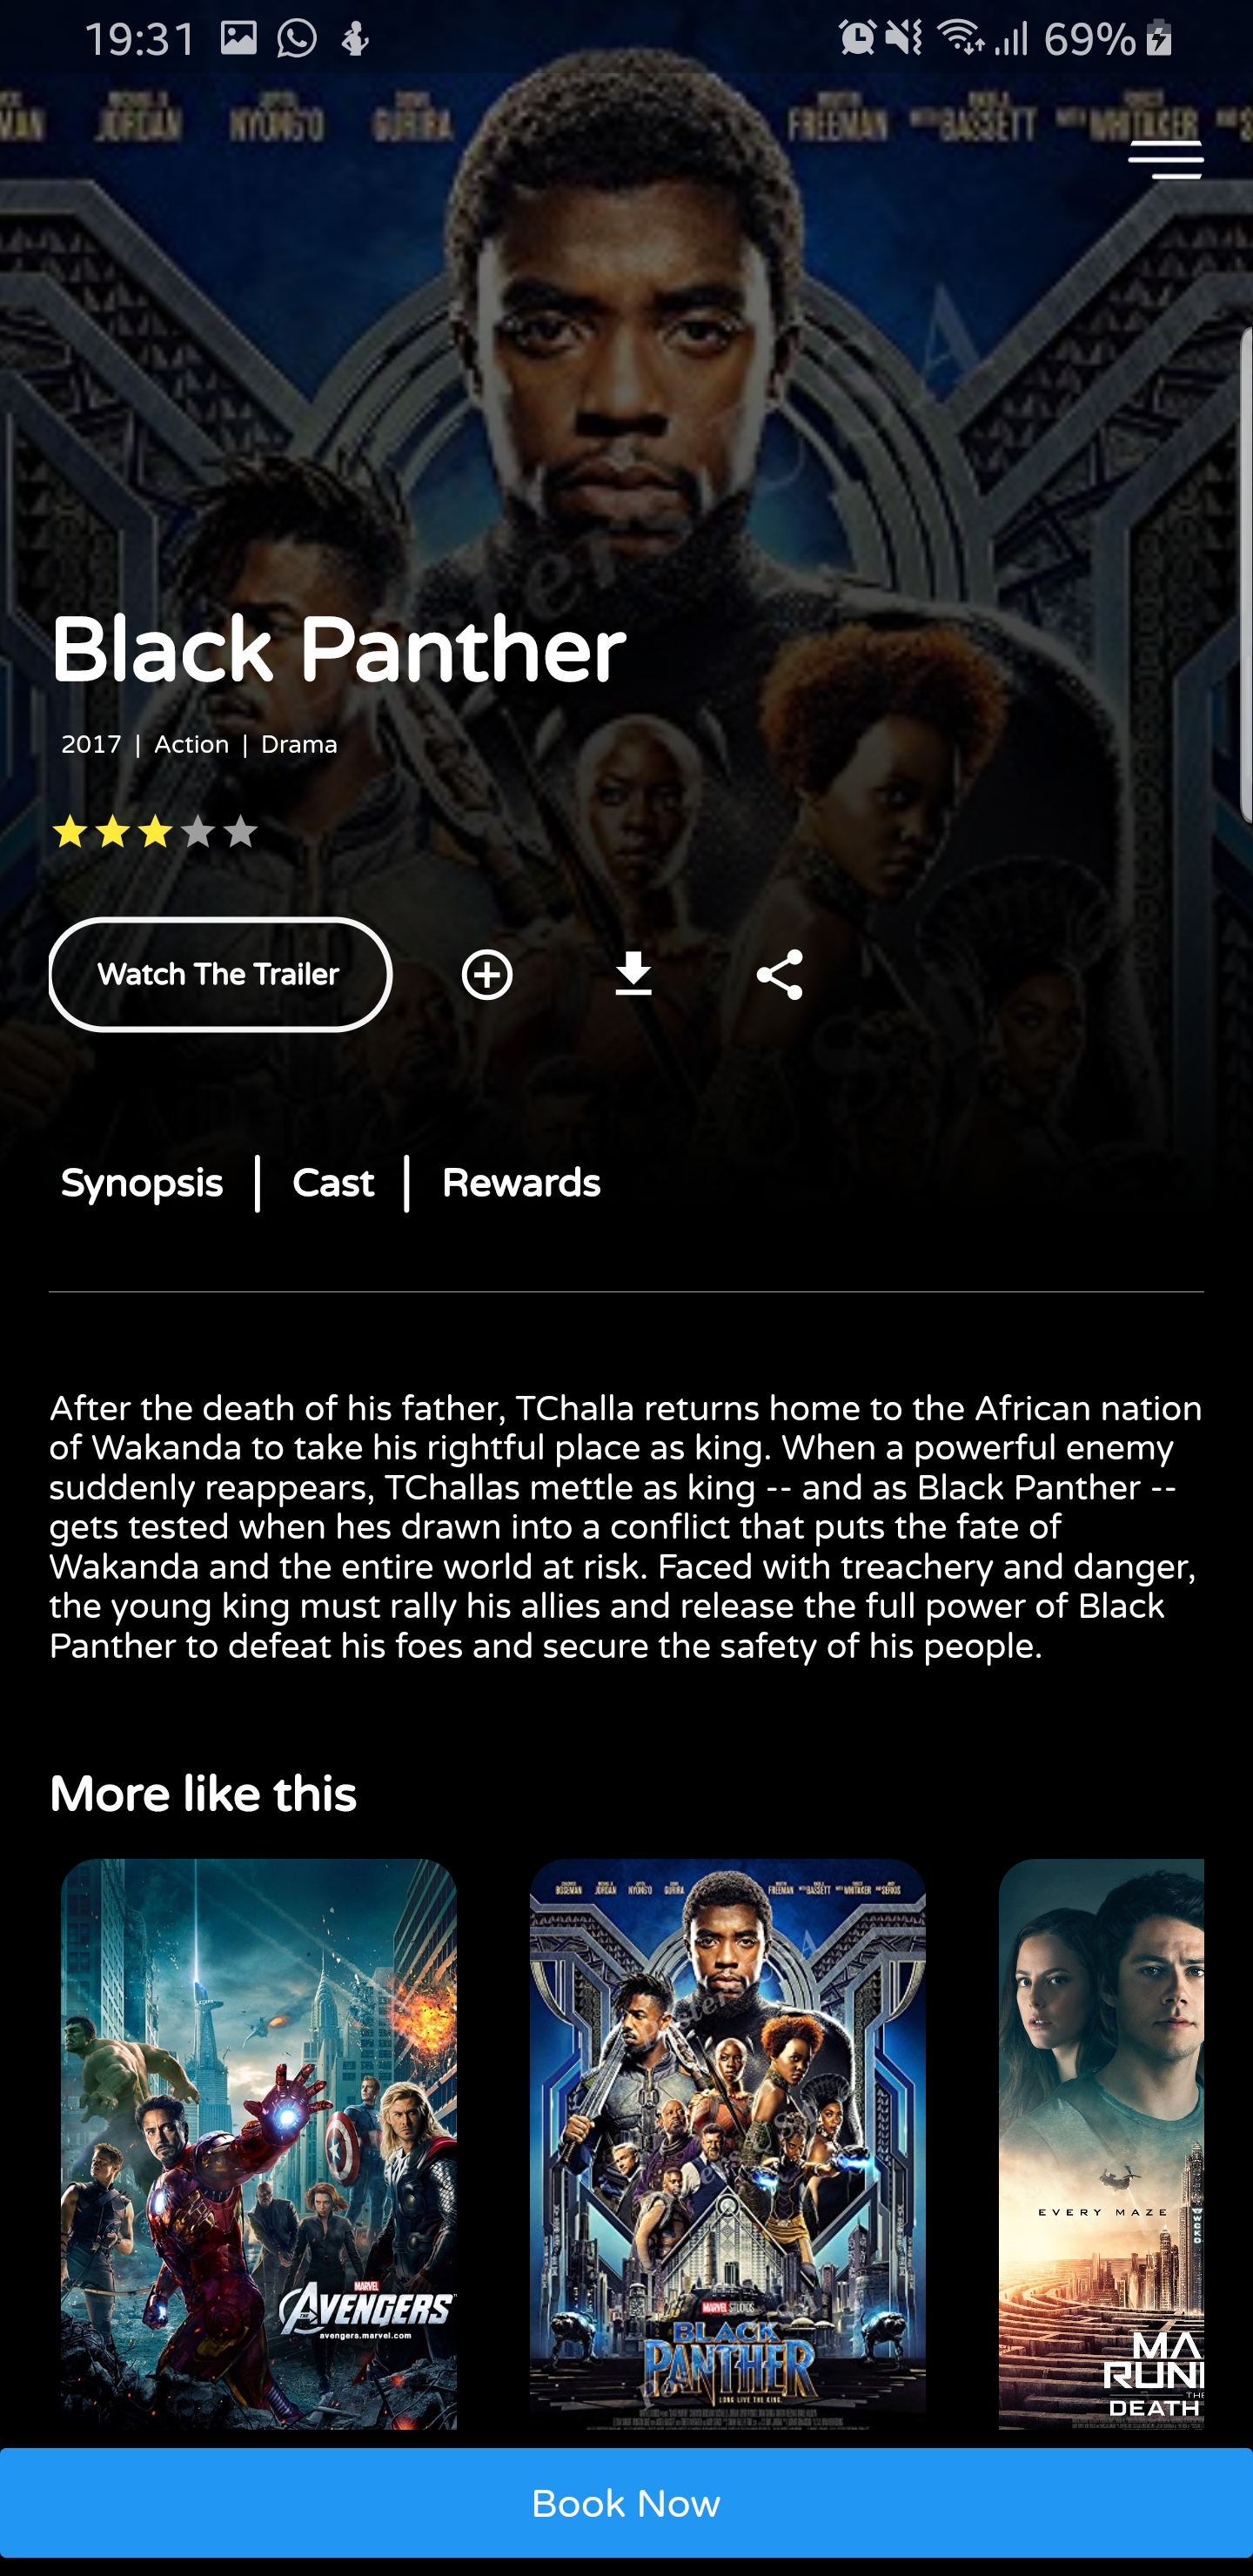 19:31 69%
MAN JORDAN NYONG'O GURIRA FREEMAN WITH BASSETT WITH WHITAKER
Black Panther
2017 | Action | Drama
Watch The Trailer
Synopsis | Cast | Rewards
After the death of his father, TChalla returns home to the African nation
of Wakanda to take his rightful place as king. When a powerful enemy
suddenly reappears, TChallas mettle as king -- and as Black Panther --
gets tested when hes drawn into a conflict that puts the fate of
Wakanda and the entire world at risk. Faced with treachery and danger,
the young king must rally his allies and release the full power of Black
Panther to defeat his foes and secure the safety of his people.
More like this
MARVEL
AVENGERS
avengers.marvel.com
BOSEMAN JORDAN NYONG'O GURIRA FREEMAN WITH BASSETT WITH WHITAKER AND SERKIS
MARVEL STUDIOS
BLACK
PANTHER
LONG LIVE THE KING.
EVERY MAZE
WCKD
MA
RUN
THE
DEATH
Book Now